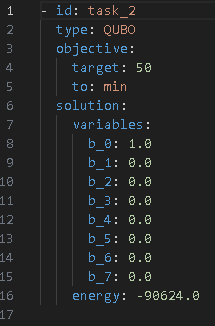 1 - id: task_2
2 type: QUBO
3 objective:
4 target: 50
5 to: min
6 solution:
7 variables:
8 b_0: 1.0
9 b_1: 0.0
10 b_2: 0.0
11 b_3: 0.0
12 b_4: 0.0
13 b_5: 0.0
14 b_6: 0.0
15 b_7: 0.0
16 energy: -90624.0
17